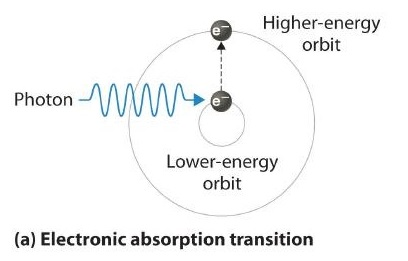 Higher-energy
orbit
e⁻
Photon
e⁻
Lower-energy
orbit
(a) Electronic absorption transition